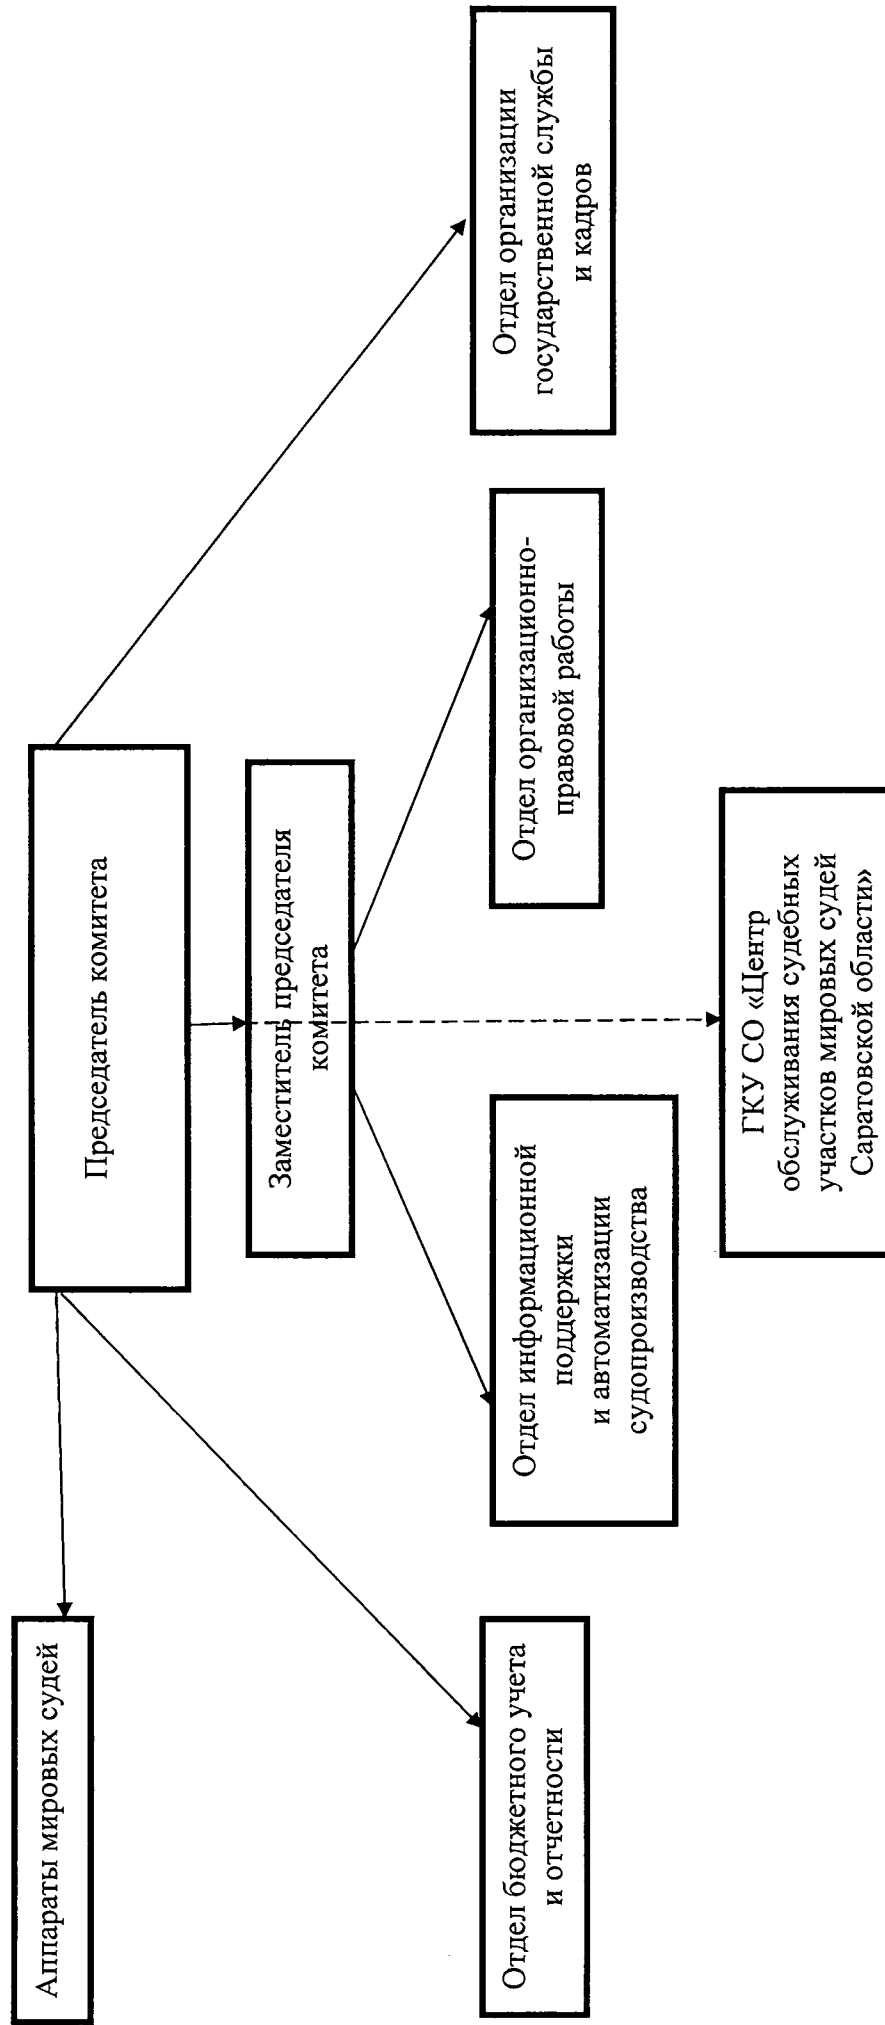 Председатель комитета
Аппараты мировых судей
Заместитель председателя
комитета
Отдел бюджетного учета
и отчетности
Отдел информационной
поддержки
и автоматизации
судопроизводства
Отдел организационно-
правовой работы
Отдел организации
государственной службы
и кадров
ГКУ СО «Центр
обслуживания судебных
участков мировых судей
Саратовской области»